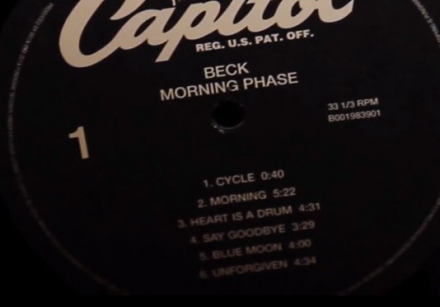 Capitol
REG. U.S. PAT. OFF.
BECK
MORNING PHASE
33 1/3 RPM
B001983901
1
1. CYCLE 0:40
2. MORNING 5:22
3. HEART IS A DRUM 4:31
4. SAY GOODBYE 3:29
5. BLUE MOON 4:00
6. UNFORGIVEN 4:34